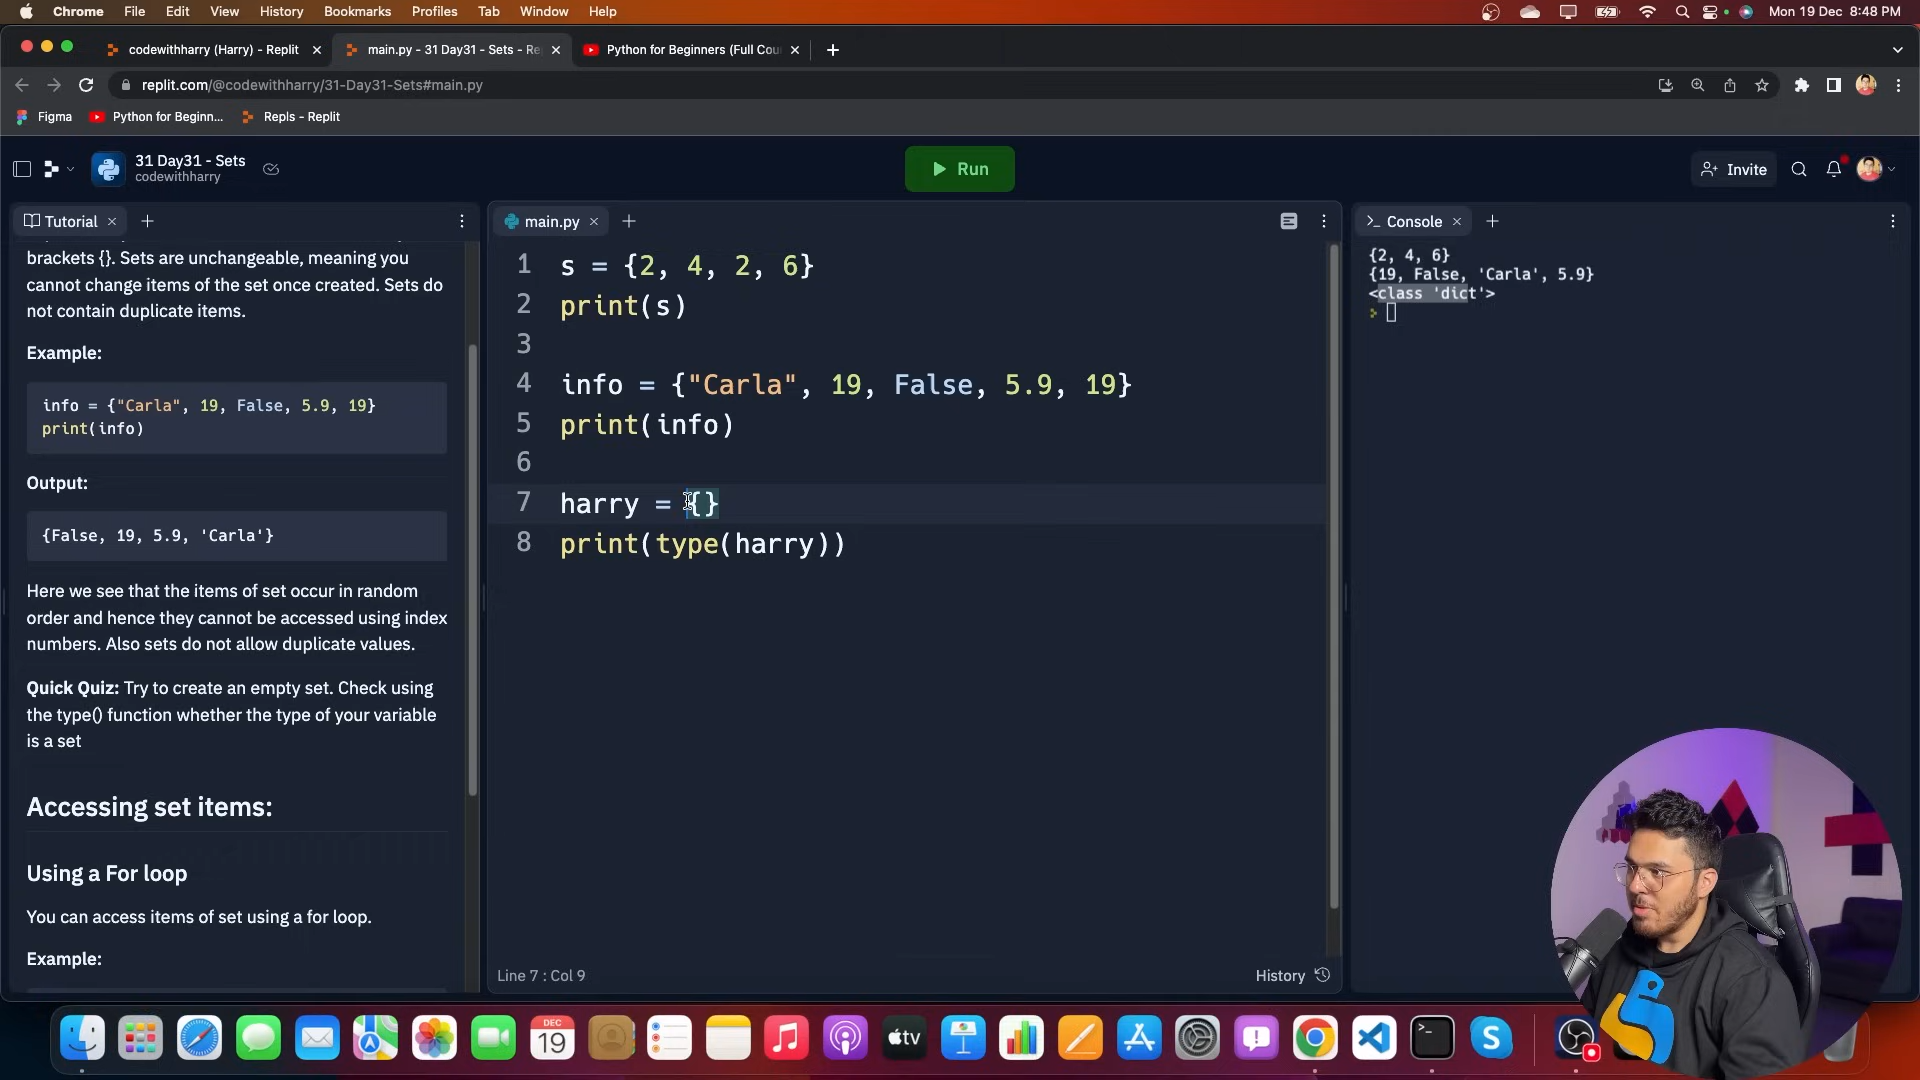 Chrome File Edit View History Bookmarks Profiles Tab Window Help
Mon 19 Dec 8:48 PM
codewithharry (Harry) - Replit
main.py - 31 Day31 - Sets - Re
Python for Beginners (Full Cou
replit.com/@codewithharry/31-Day31-Sets#main.py
Figma
Python for Beginn...
Repls - Replit
31 Day31 - Sets
codewithharry
Run
Invite
Tutorial
brackets {}. Sets are unchangeable, meaning you
cannot change items of the set once created. Sets do
not contain duplicate items.
Example:
info = {"Carla", 19, False, 5.9, 19}
print(info)
Output:
{False, 19, 5.9, 'Carla'}
Here we see that the items of set occur in random
order and hence they cannot be accessed using index
numbers. Also sets do not allow duplicate values.
Quick Quiz: Try to create an empty set. Check using
the type() function whether the type of your variable
is a set
Accessing set items:
Using a For loop
You can access items of set using a for loop.
Example:
main.py
1 s = {2, 4, 2, 6}
2 print(s)
3
4 info = {"Carla", 19, False, 5.9, 19}
5 print(info)
6
7 harry = {}
8 print(type(harry))
Line 7 : Col 9
History
Console
{2, 4, 6}
{19, False, 'Carla', 5.9}
<class 'dict'>
DEC
19
tv